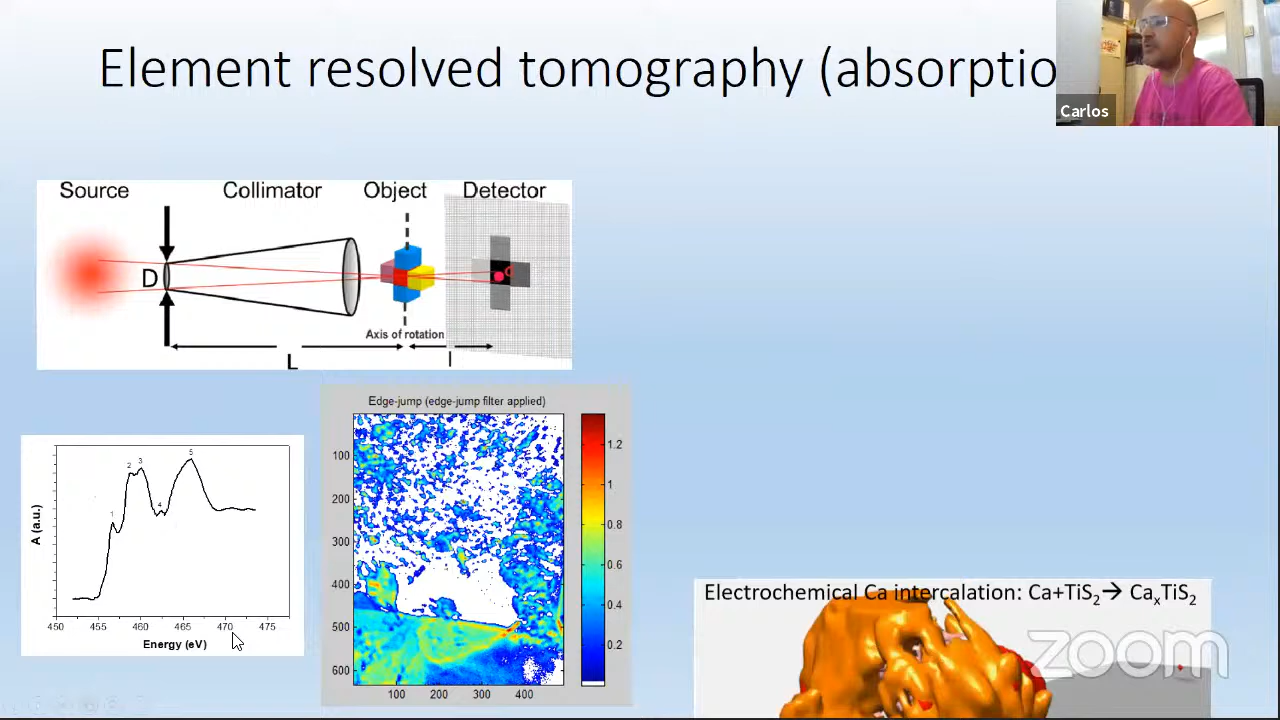 Element resolved tomography (absorptio
Carlos
Source Collimator Object Detector
D
Axis of rotation
L
l
A (a.u.)
1 2 3 4 5
450 455 460 465 470 475
Energy (eV)
Edge-jump (edge-jump filter applied)
100
200
300
400
500
600
100 200 300 400
1.2
1
0.8
0.6
0.4
0.2
Electrochemical Ca intercalation: Ca+TiS2→ CaxTiS2
zoom